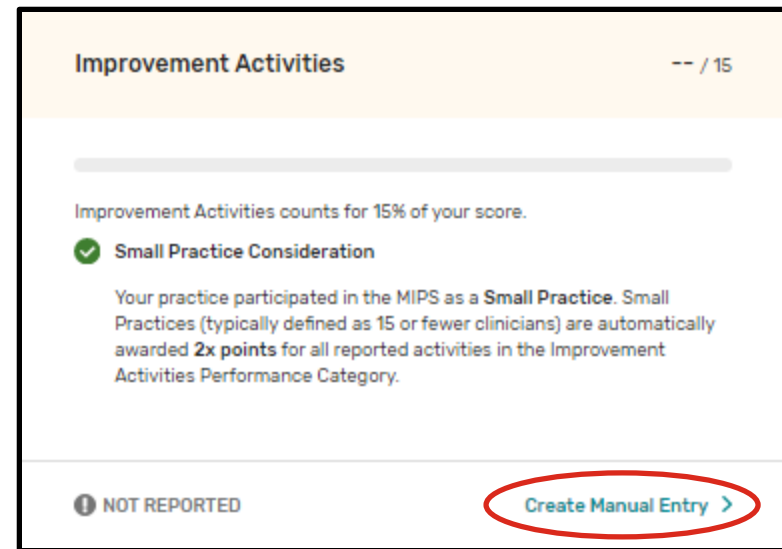 Improvement Activities -- / 15
Improvement Activities counts for 15% of your score.
Small Practice Consideration
Your practice participated in the MIPS as a Small Practice. Small
Practices (typically defined as 15 or fewer clinicians) are automatically
awarded 2x points for all reported activities in the Improvement
Activities Performance Category.
NOT REPORTED Create Manual Entry >